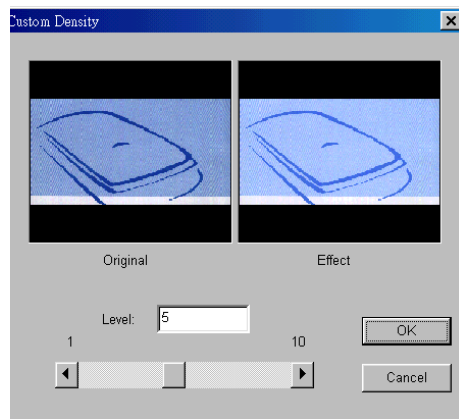 Custom Density
Original
Effect
Level:
5
1
10
OK
Cancel